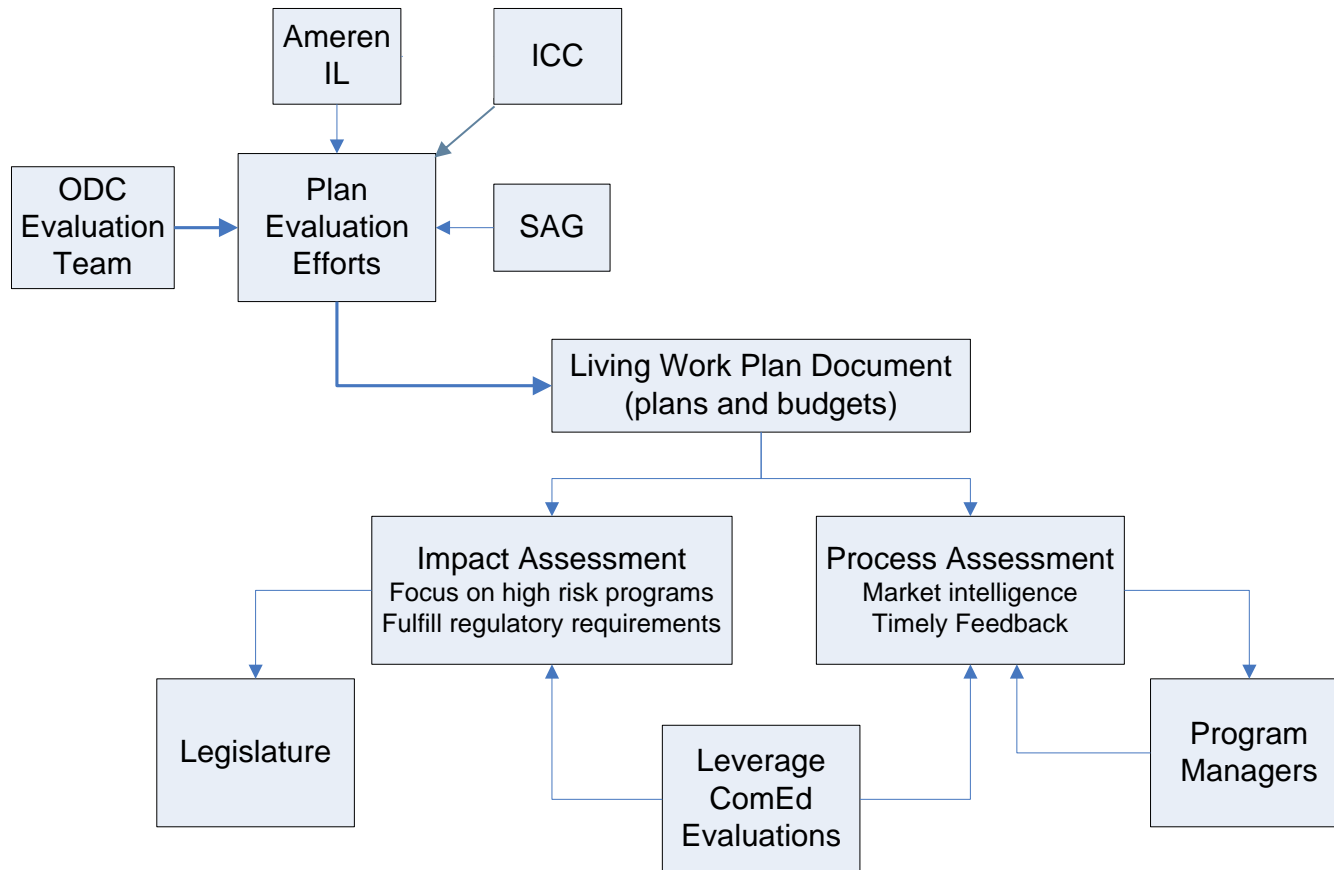 Ameren
IL
ICC
ODC
Evaluation
Team
Plan
Evaluation
Efforts
SAG
Living Work Plan Document
(plans and budgets)
Impact Assessment
Focus on high risk programs
Fulfill regulatory requirements
Process Assessment
Market intelligence
Timely Feedback
Legislature
Leverage
ComEd
Evaluations
Program
Managers